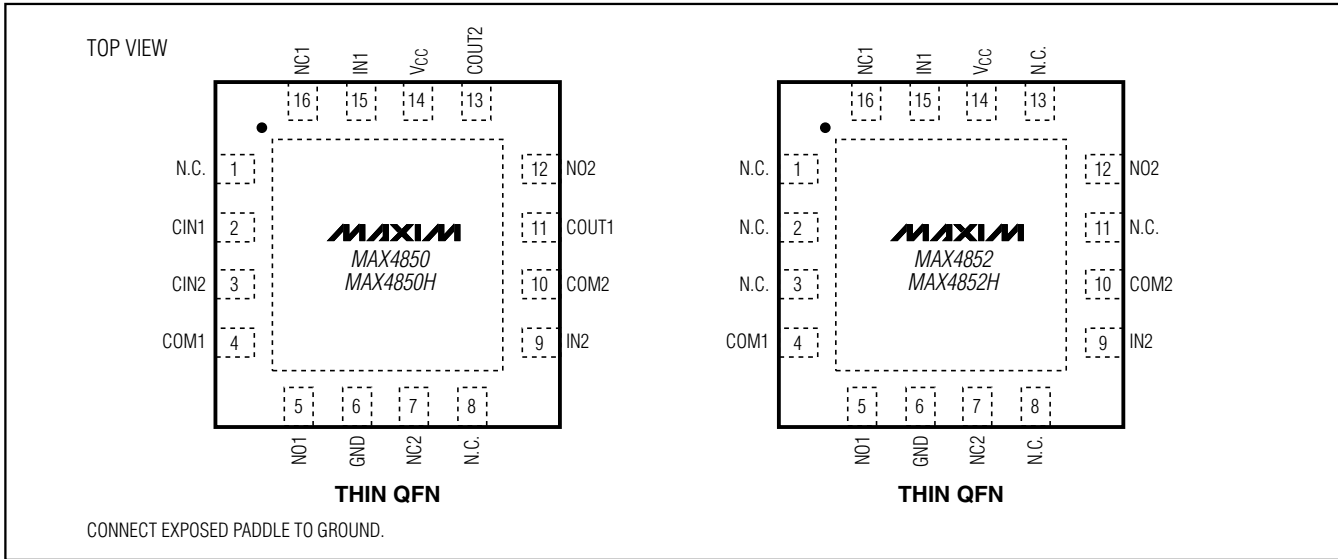 TOP VIEW
NC1
IN1
VCC
COUT2
16
15
14
13
N.C.
1
12
NO2
CIN1
2
11
COUT1
CIN2
3
10
COM2
COM1
4
9
IN2
MAXIM
MAX4850
MAX4850H
5
6
7
8
NO1
GND
NC2
N.C.
THIN QFN
NC1
IN1
VCC
N.C.
16
15
14
13
N.C.
1
12
NO2
N.C.
2
11
N.C.
N.C.
3
10
COM2
COM1
4
9
IN2
MAXIM
MAX4852
MAX4852H
5
6
7
8
NO1
GND
NC2
N.C.
THIN QFN
CONNECT EXPOSED PADDLE TO GROUND.